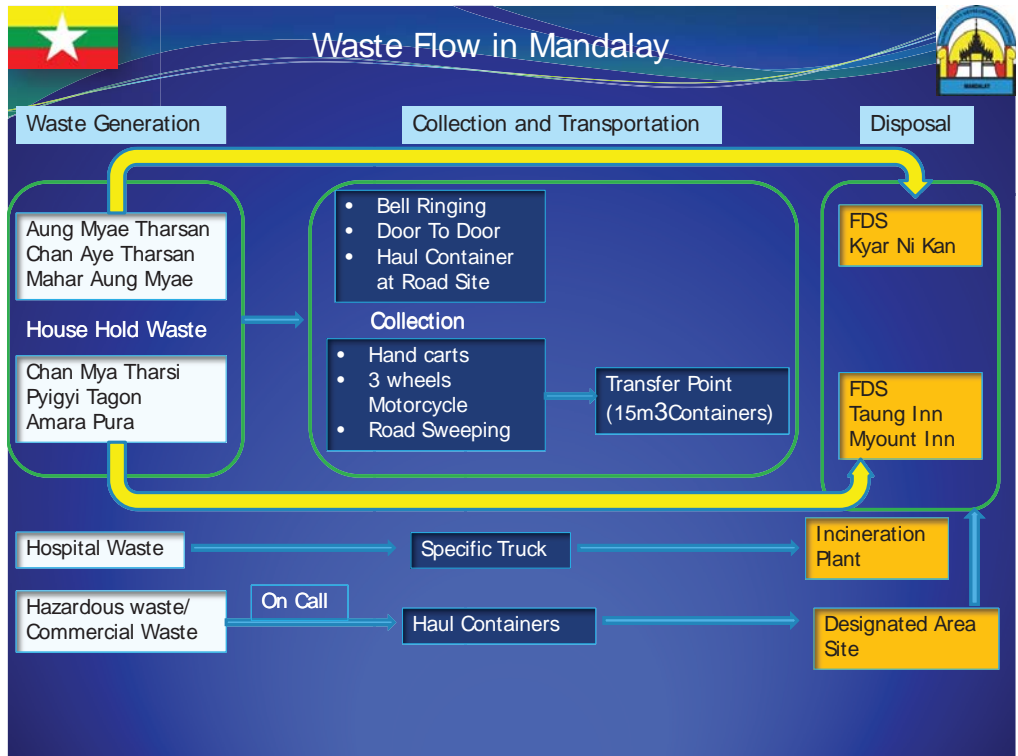 Waste Flow in Mandalay
MANDALAY
Waste Generation
Collection and Transportation
Disposal
Aung Myae Tharsan
Chan Aye Tharsan
Mahar Aung Myae
House Hold Waste
Chan Mya Tharsi
Pyigyi Tagon
Amara Pura
• Bell Ringing
• Door To Door
• Haul Container
at Road Site
Collection
• Hand carts
• 3 wheels
Motorcycle
• Road Sweeping
Transfer Point
(15m3Containers)
FDS
Kyar Ni Kan
FDS
Taung Inn
Myount Inn
Hospital Waste
Specific Truck
Incineration
Plant
Hazardous waste/
Commercial Waste
On Call
Haul Containers
Designated Area
Site